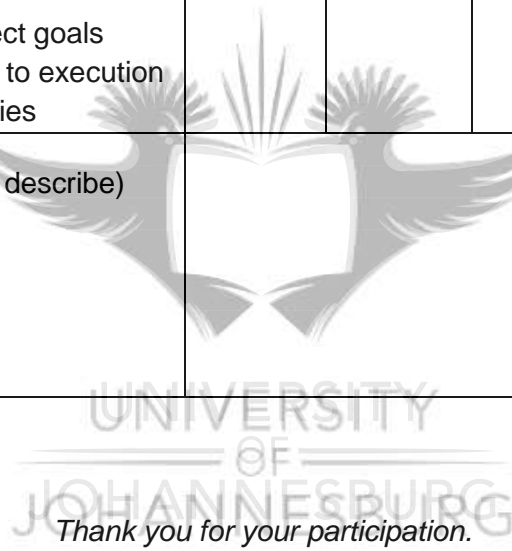 ect goals
to execution
ies
describe)
UNIVERSITY
OF
JOHANNESBURG
Thank you for your participation.